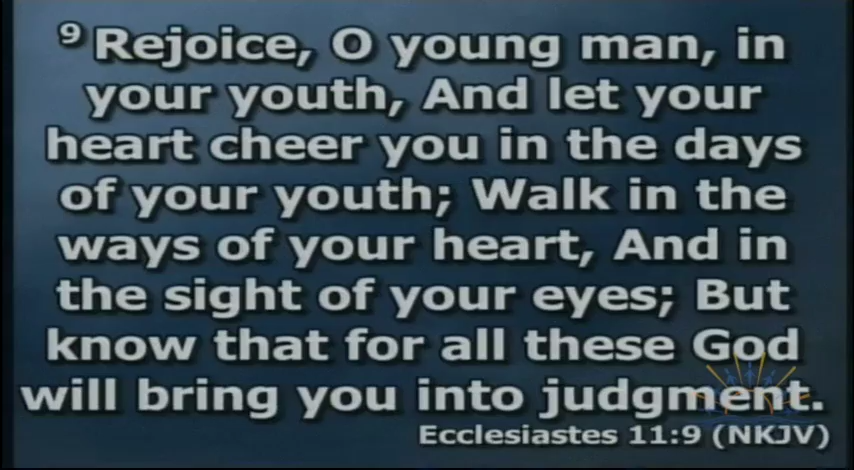 9 Rejoice, O young man, in
your youth, And let your
heart cheer you in the days
of your youth; Walk in the
ways of your heart, And in
the sight of your eyes; But
know that for all these God
will bring you into judgment.
Ecclesiastes 11:9 (NKJV)